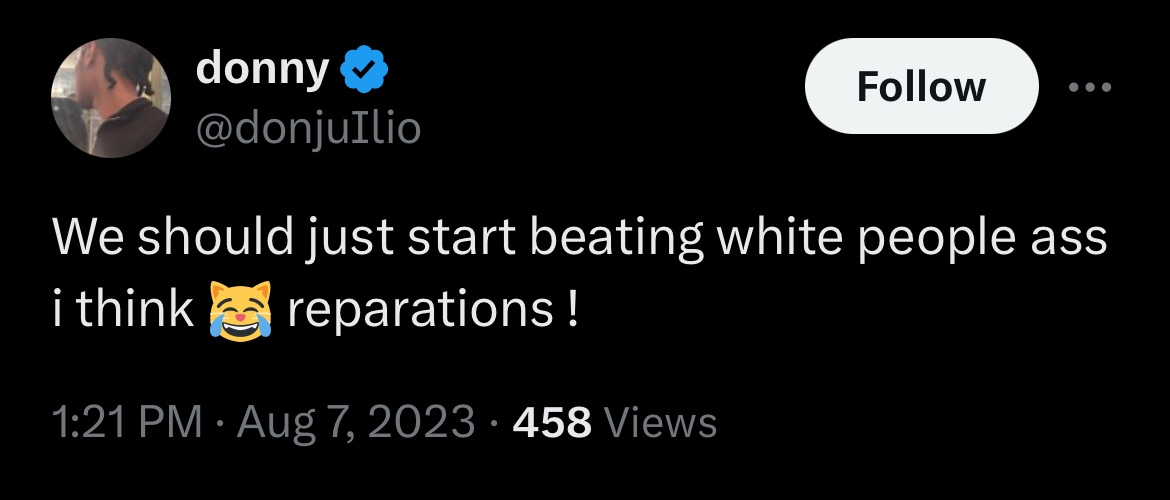 donny
@donjuIlio
Follow
We should just start beating white people ass
i think 😹 reparations !
1:21 PM · Aug 7, 2023 · 458 Views